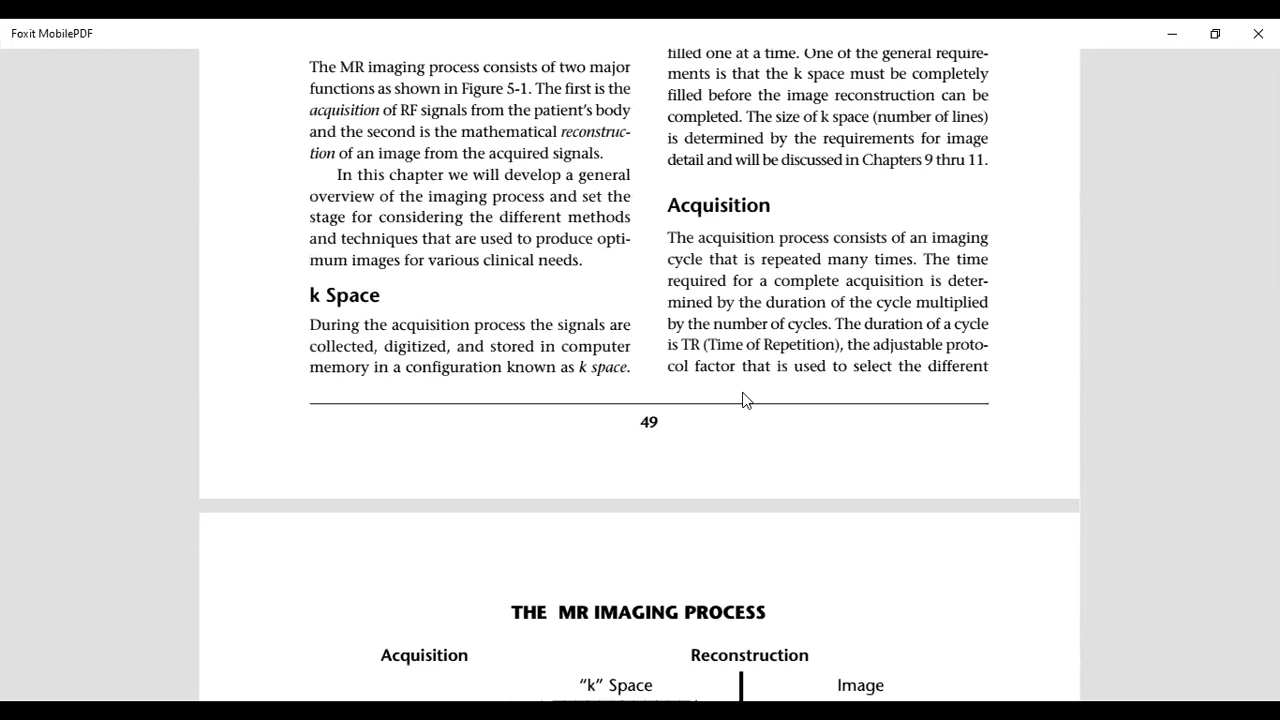 Foxit MobilePDF
The MR imaging process consists of two major
functions as shown in Figure 5-1. The first is the
acquisition of RF signals from the patient's body
and the second is the mathematical reconstruc-
tion of an image from the acquired signals.
In this chapter we will develop a general
overview of the imaging process and set the
stage for considering the different methods
and techniques that are used to produce opti-
mum images for various clinical needs.
k Space
During the acquisition process the signals are
collected, digitized, and stored in computer
memory in a configuration known as k space.
filled one at a time. One of the general require-
ments is that the k space must be completely
filled before the image reconstruction can be
completed. The size of k space (number of lines)
is determined by the requirements for image
detail and will be discussed in Chapters 9 thru 11.
Acquisition
The acquisition process consists of an imaging
cycle that is repeated many times. The time
required for a complete acquisition is deter-
mined by the duration of the cycle multiplied
by the number of cycles. The duration of a cycle
is TR (Time of Repetition), the adjustable proto-
col factor that is used to select the different
49
THE MR IMAGING PROCESS
Acquisition
Reconstruction
"k" Space
Image